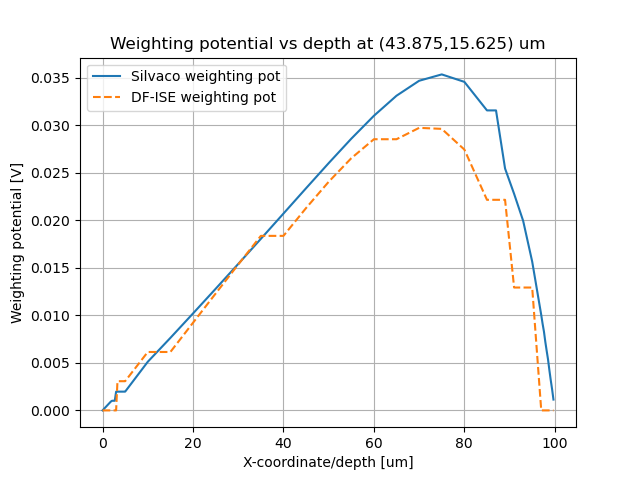 Weighting potential vs depth at (43.875,15.625) um
Silvaco weighting pot
DF-ISE weighting pot
Weighting potential [V]
0.035
0.030
0.025
0.020
0.015
0.010
0.005
0.000
0 20 40 60 80 100
X-coordinate/depth [um]